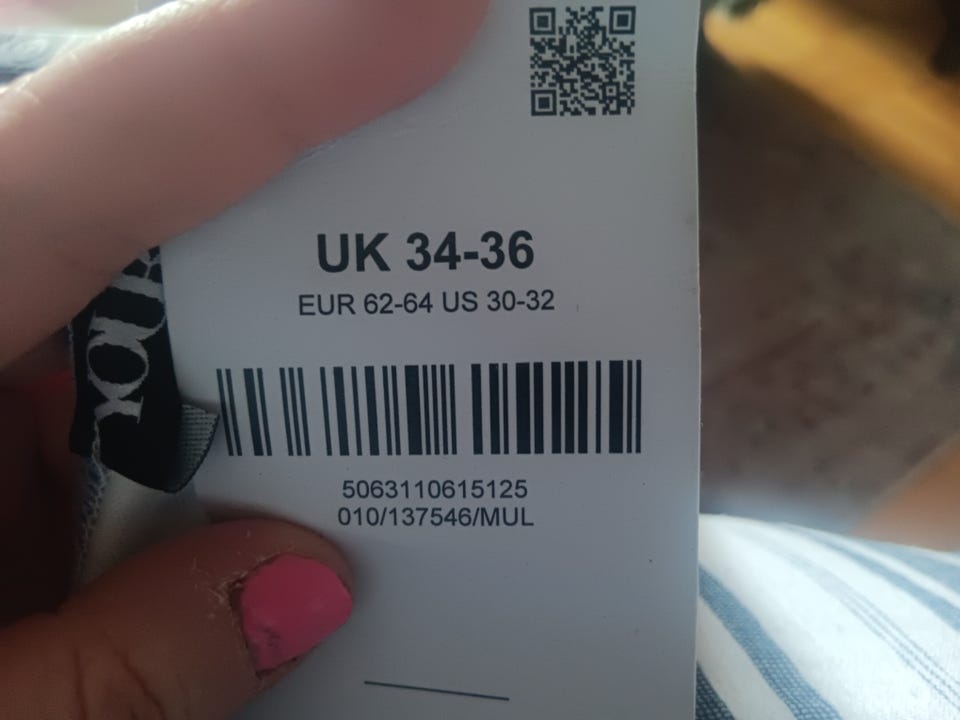 UK 34-36
EUR 62-64 US 30-32
5063110615125
010/137546/MUL